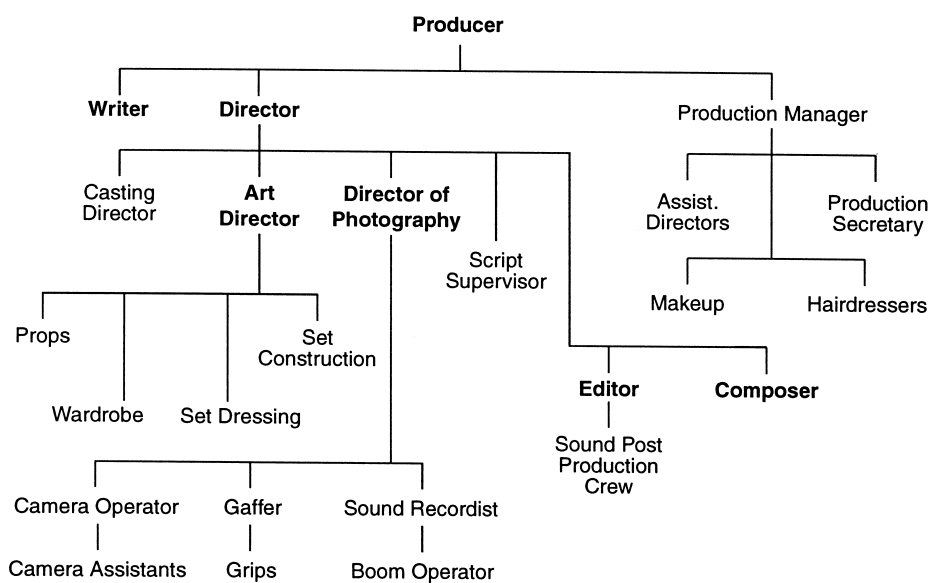 Producer
Writer
Director
Production Manager
Casting
Director
Art
Director
Director of
Photography
Script
Supervisor
Assist.
Directors
Production
Secretary
Makeup
Hairdressers
Props
Set
Construction
Wardrobe
Set Dressing
Editor
Composer
Sound Post
Production
Crew
Camera Operator
Gaffer
Sound Recordist
Camera Assistants
Grips
Boom Operator